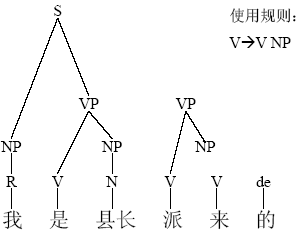 S
使用规则:
V→V NP
VP VP
NP NP NP
R V N V V de
我 是 县长 派 来 的